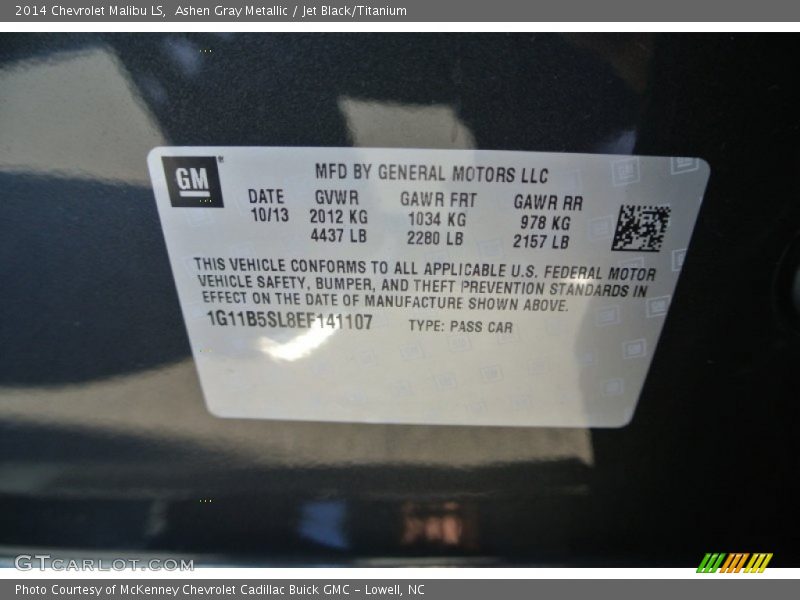 2014 Chevrolet Malibu LS,  Ashen Gray Metallic / Jet Black/Titanium
GM
MFD BY GENERAL MOTORS LLC
DATE GVWR GAWR FRT GAWR RR
10/13 2012 KG 1034 KG 978 KG
4437 LB 2280 LB 2157 LB
THIS VEHICLE CONFORMS TO ALL APPLICABLE U.S. FEDERAL MOTOR
VEHICLE SAFETY, BUMPER, AND THEFT PREVENTION STANDARDS IN
EFFECT ON THE DATE OF MANUFACTURE SHOWN ABOVE.
1G11B5SL8EF141107 TYPE: PASS CAR
GTCARLOT.COM
Photo Courtesy of McKenney Chevrolet Cadillac Buick GMC - Lowell, NC